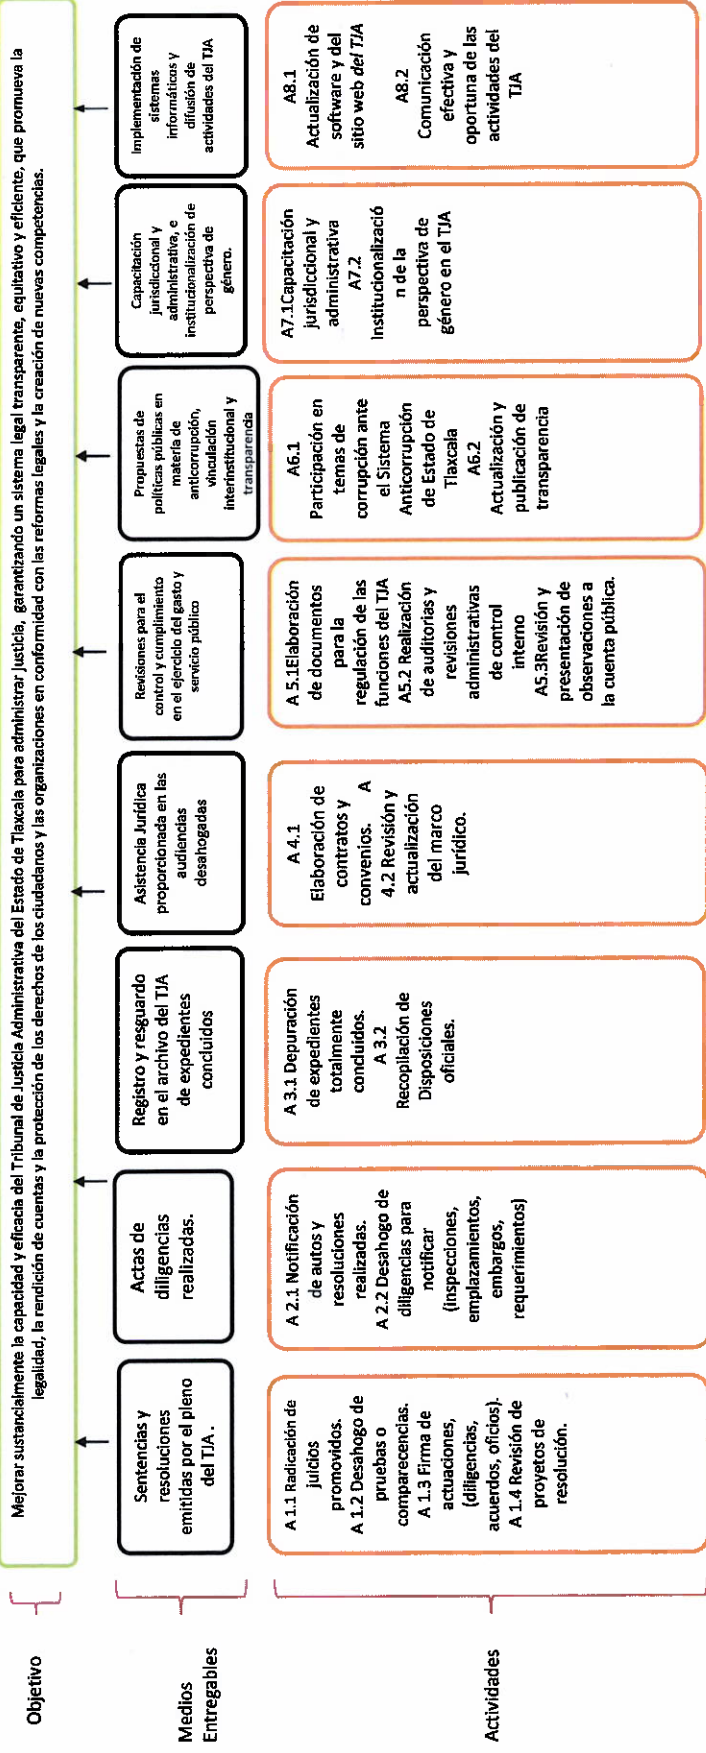 Objetivo
Mejorar sustancialmente la capacidad y eficacia del Tribunal de Justicia Administrativa del Estado de Tlaxcala para administrar justicia, garantizando un sistema legal transparente, equitativo y eficiente, que promueva la
legalidad, la rendición de cuentas y la protección de los derechos de los ciudadanos y las organizaciones en conformidad con las reformas legales y la creación de nuevas competencias.
Medios
Entregables
Sentencias y
resoluciones
emitidas por el pleno
del TJA .
Actas de
diligencias
realizadas.
Registro y resguardo
en el archivo del TJA
de expedientes
concluidos
Asistencia Jurídica
proporcionada en las
audiencias
desahogadas
Revisiones para el
control y cumplimiento
en el ejercicio del gasto y
servicio público
Propuestas de
políticas públicas en
materia de
anticorrupción,
vinculación
interinstitucional y
transparencia
Capacitación
jurisdiccional y
administrativa, e
institucionalización de
perspectiva de
género.
Implementación de
sistemas
informáticos y
difusión de
actividades del TJA
Actividades
A 1.1 Radicación de
juicios
promovidos.
A 1.2 Desahogo de
pruebas o
comparecencias.
A 1.3 Firma de
actuaciones,
(diligencias,
acuerdos, oficios).
A 1.4 Revisión de
proyetos de
resolución.
A 2.1 Notificación
de autos y
resoluciones
realizadas.
A 2.2 Desahogo de
diligencias para
notificar
(inspecciones,
emplazamientos,
embargos,
requerimientos)
A 3.1 Depuración
de expedientes
totalmente
concluidos.
A 3.2
Recopilación de
Disposiciones
oficiales.
A 4.1
Elaboración de
contratos y
convenios. A
4.2 Revisión y
actualización
del marco
jurídico.
A 5.1Elaboración
de documentos
para la
regulación de las
funciones del TJA
A5.2 Realización
de auditorias y
revisiones
administrativas
de control
interno
A5.3Revisión y
presentación de
observaciones a
la cuenta pública.
A6.1
Participación en
temas de
corrupción ante
el Sistema
Anticorrupción
de Estado de
Tlaxcala
A6.2
Actualización y
publicación de
transparencia
A7.1Capacitación
jurisdiccional y
administrativa
A7.2
Institucionalizació
n de la
perspectiva de
género en el TJA
A8.1
Actualización de
software y del
sitio web del TJA
A8.2
Comunicación
efectiva y
oportuna de las
actividades del
TJA